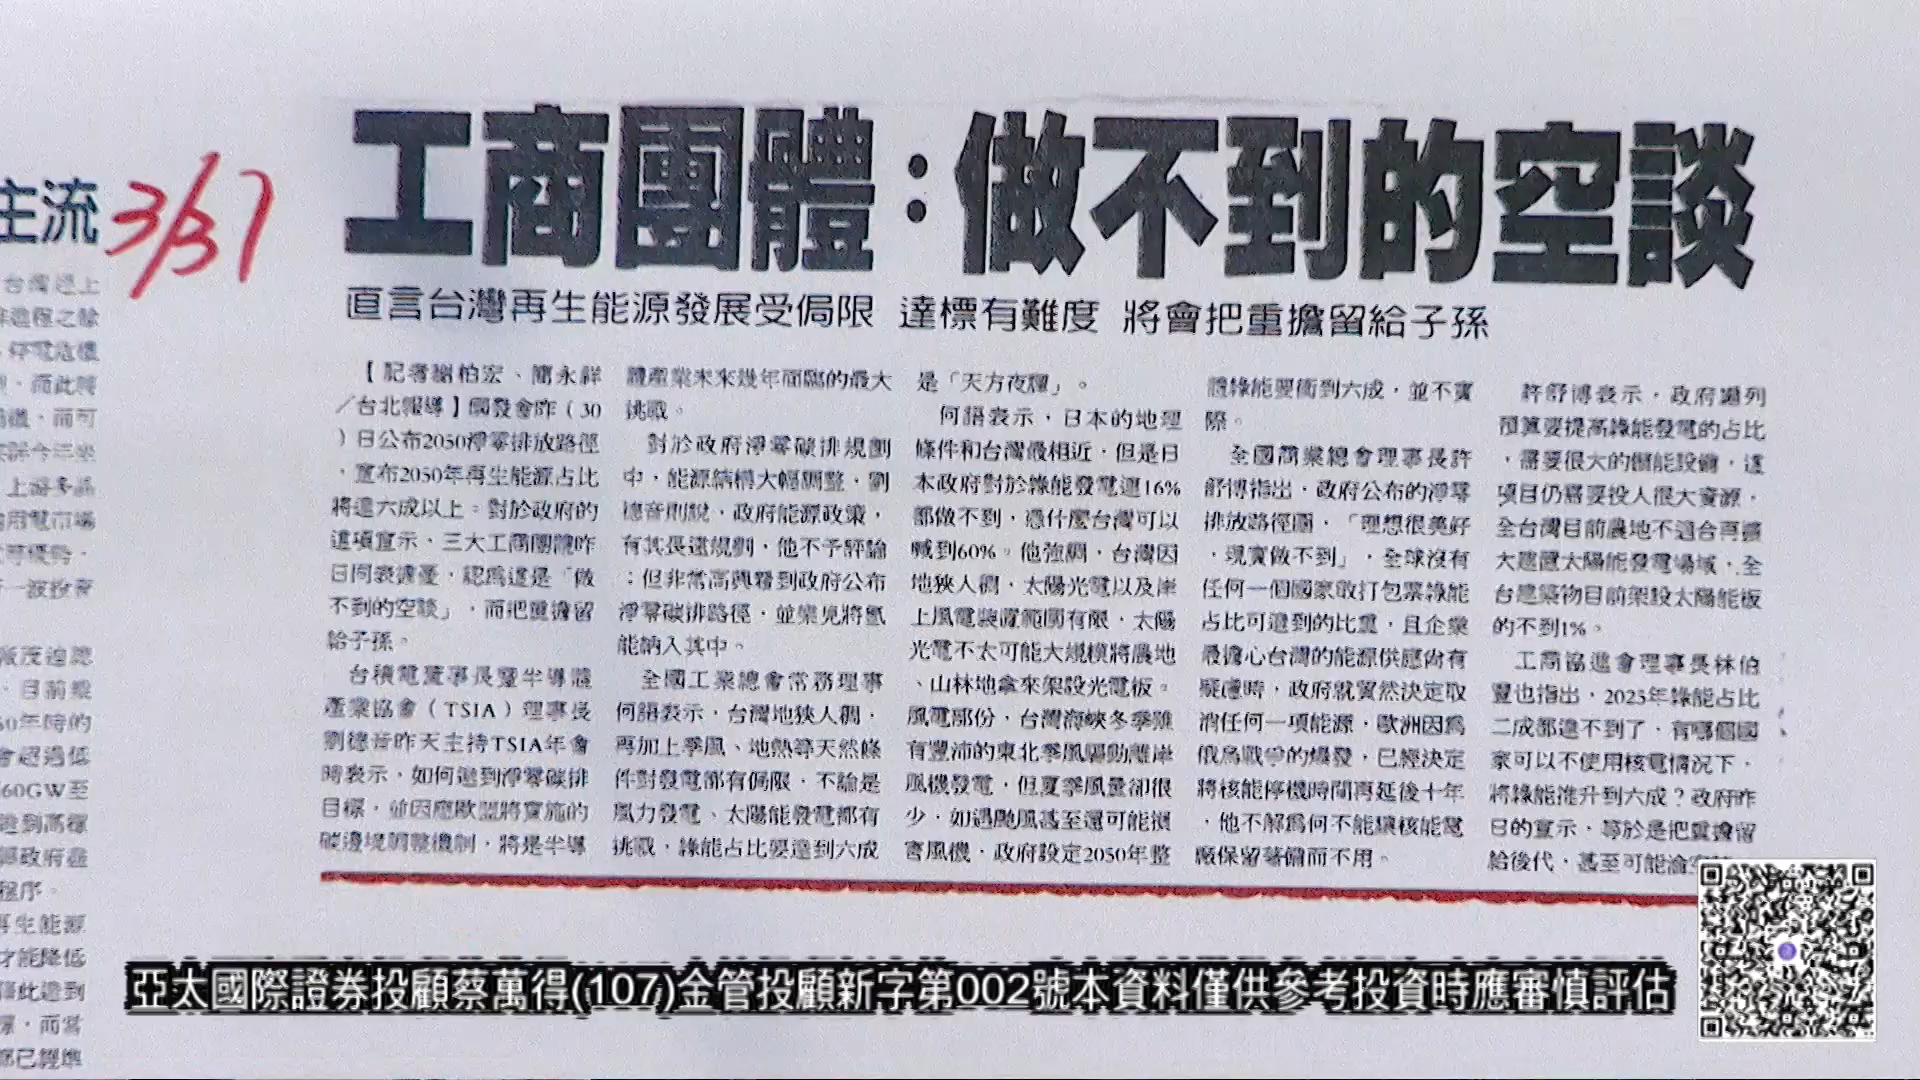 主流
3/31
工商團體：做不到的空談
直言台灣再生能源發展受侷限 達標有難度 將會把重擔留給子孫
【記者謝柏宏、簡永祥
／台北報導】國發會昨（30
）日公布2050淨零排放路徑
，宣布2050年再生能源占比
將達六成以上。對於政府的
這項宣示，三大工商團體昨
日同表擔憂，認為這是「做
不到的空談」，而把重擔留
給子孫。
台積電董事長暨半導體
產業協會（TSIA）理事長
劉德音昨天主持TSIA年會
時表示，如何達到淨零碳排
目標，並因應歐盟將實施的
碳邊境調整機制，將是半導
體產業未來幾年面臨的最大
挑戰。
對於政府淨零碳排規劃
中，能源結構大幅調整，劉
德音則說，政府能源政策，
有其長遠規劃，他不予評論
；但非常高興看到政府公布
淨零碳排路徑，並樂見將氫
能納入其中。
全國工業總會常務理事
何語表示，台灣地狹人稠，
再加上季風、地熱等天然條
件對發電都有侷限，不論是
風力發電、太陽能發電都有
挑戰，綠能占比要達到六成
是「天方夜譚」。
何語表示，日本的地理
條件和台灣最相近，但是日
本政府對於綠能發電連16%
都做不到，憑什麼台灣可以
喊到60%。他強調，台灣因
地狹人稠，太陽光電以及岸
上風電裝置範圍有限，太陽
光電不太可能大規模將農地
、山林地拿來架設光電板。
風電部份，台灣海峽冬季雖
有豐沛的東北季風驅動離岸
風機發電，但夏季風量卻很
少，如遇颱風甚至還可能損
害風機，政府設定2050年整
體綠能要衝到六成，並不實
際。
全國商業總會理事長許
舒博指出，政府公布的淨零
排放路徑圖，「理想很美好
，現實做不到」，全球沒有
任何一個國家敢打包票綠能
占比可達到的比重，且企業
最擔心台灣的能源供應尚有
疑慮時，政府就貿然決定取
消任何一項能源，歐洲因為
俄烏戰爭的爆發，已經決定
將核能停機時間再延後十年
，他不解為何不能讓核能電
廠保留著備而不用。
許舒博表示，政府週列
預算要提高綠能發電的占比
，需要很大的儲能設備，這
項目仍需要投入很大資源，
全台灣目前農地不適合再擴
大建置太陽能發電場域，全
台建築物目前架設太陽能板
的不到1%。
工商協進會理事長林伯
豐也指出，2025年綠能占比
二成都達不到了，有哪個國
家可以不使用核電情況下，
將綠能推升到六成？政府昨
日的宣示，等於是把重擔留
給後代，甚至可能淪
亞太國際證券投顧蔡萬得(107)金管投顧新字第002號本資料僅供參考投資時應審慎評估